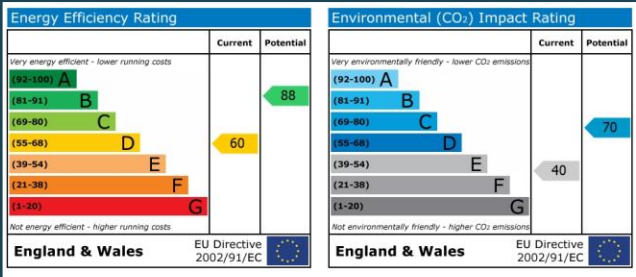 Energy Efficiency Rating
Current Potential
Very energy efficient - lower running costs
(92-100) A
(81-91) B
(69-80) C
(55-68) D
(39-54) E
(21-38) F
(1-20) G
88
60
Not energy efficient - higher running costs
England & Wales
EU Directive
2002/91/EC
Environmental (CO₂) Impact Rating
Current Potential
Very environmentally friendly - lower CO₂ emissions
(92-100) A
(81-91) B
(69-80) C
(55-68) D
(39-54) E
(21-38) F
(1-20) G
70
40
Not environmentally friendly - higher CO₂ emissions
England & Wales
EU Directive
2002/91/EC